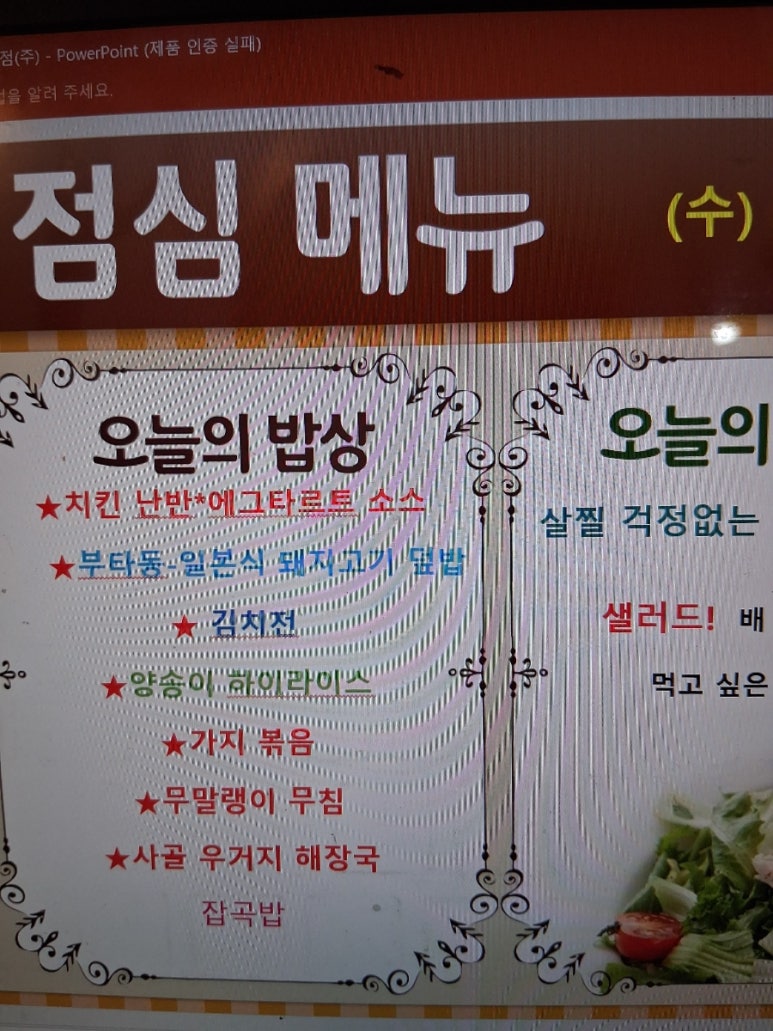 점(주) - PowerPoint (제품 인증 실패)
을 알려 주세요.
점심 메뉴
(수)
오늘의 밥상
★치킨 난반*에그타르트 소스
★부타동-일본식 돼지고기 덮밥
★ 김치전
★양송이 하이라이스
★가지 볶음
★무말랭이 무침
★사골 우거지 해장국
잡곡밥
오늘의
살찔 걱정없는
샐러드! 배
먹고 싶은